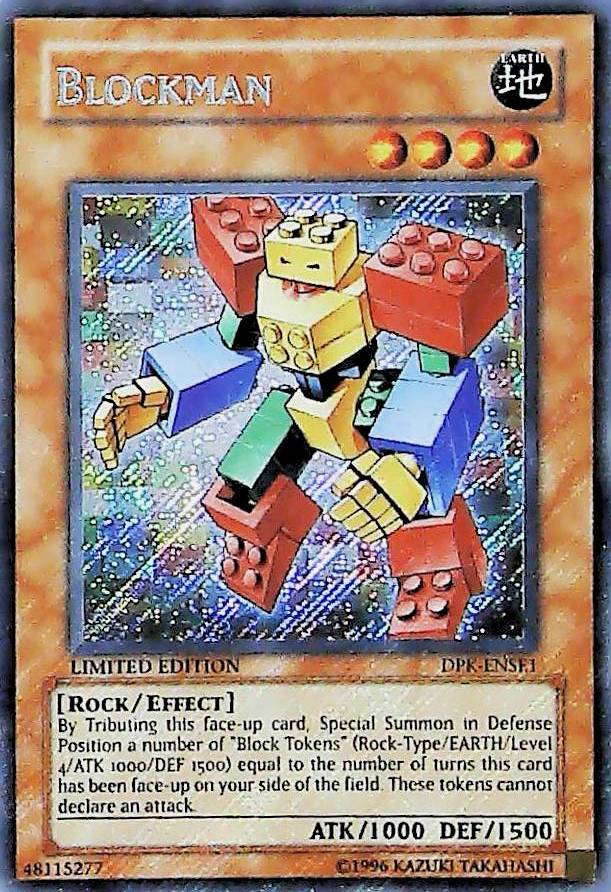 BLOCKMAN
EARTH
地
LIMITED EDITION
DPK-ENSE1
[ROCK/EFFECT]
By Tributing this face-up card, Special Summon in Defense
Position a number of "Block Tokens" (Rock-Type/EARTH/Level
4/ATK 1000/DEF 1500) equal to the number of turns this card
has been face-up on your side of the field. These tokens cannot
declare an attack.
ATK/1000 DEF/1500
48115277
©1996 KAZUKI TAKAHASHI